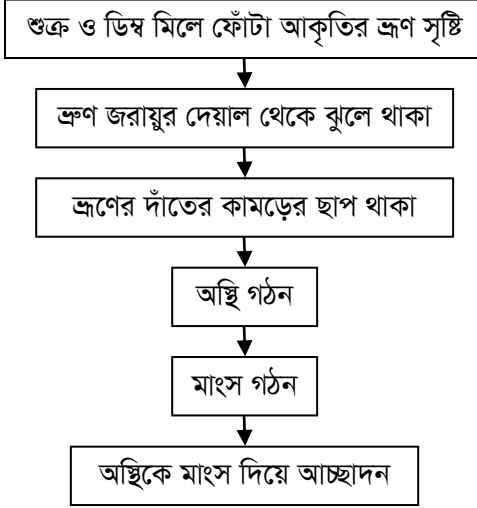 শুক্র ও ডিম্ব মিলে ফোঁটা আকৃতির ভ্রূণ সৃষ্টি
ভ্রুণ জরায়ুর দেয়াল থেকে ঝুলে থাকা
ভ্রূণের দাঁতের কামড়ের ছাপ থাকা
অস্থি গঠন
মাংস গঠন
অস্থিকে মাংস দিয়ে আচ্ছাদন